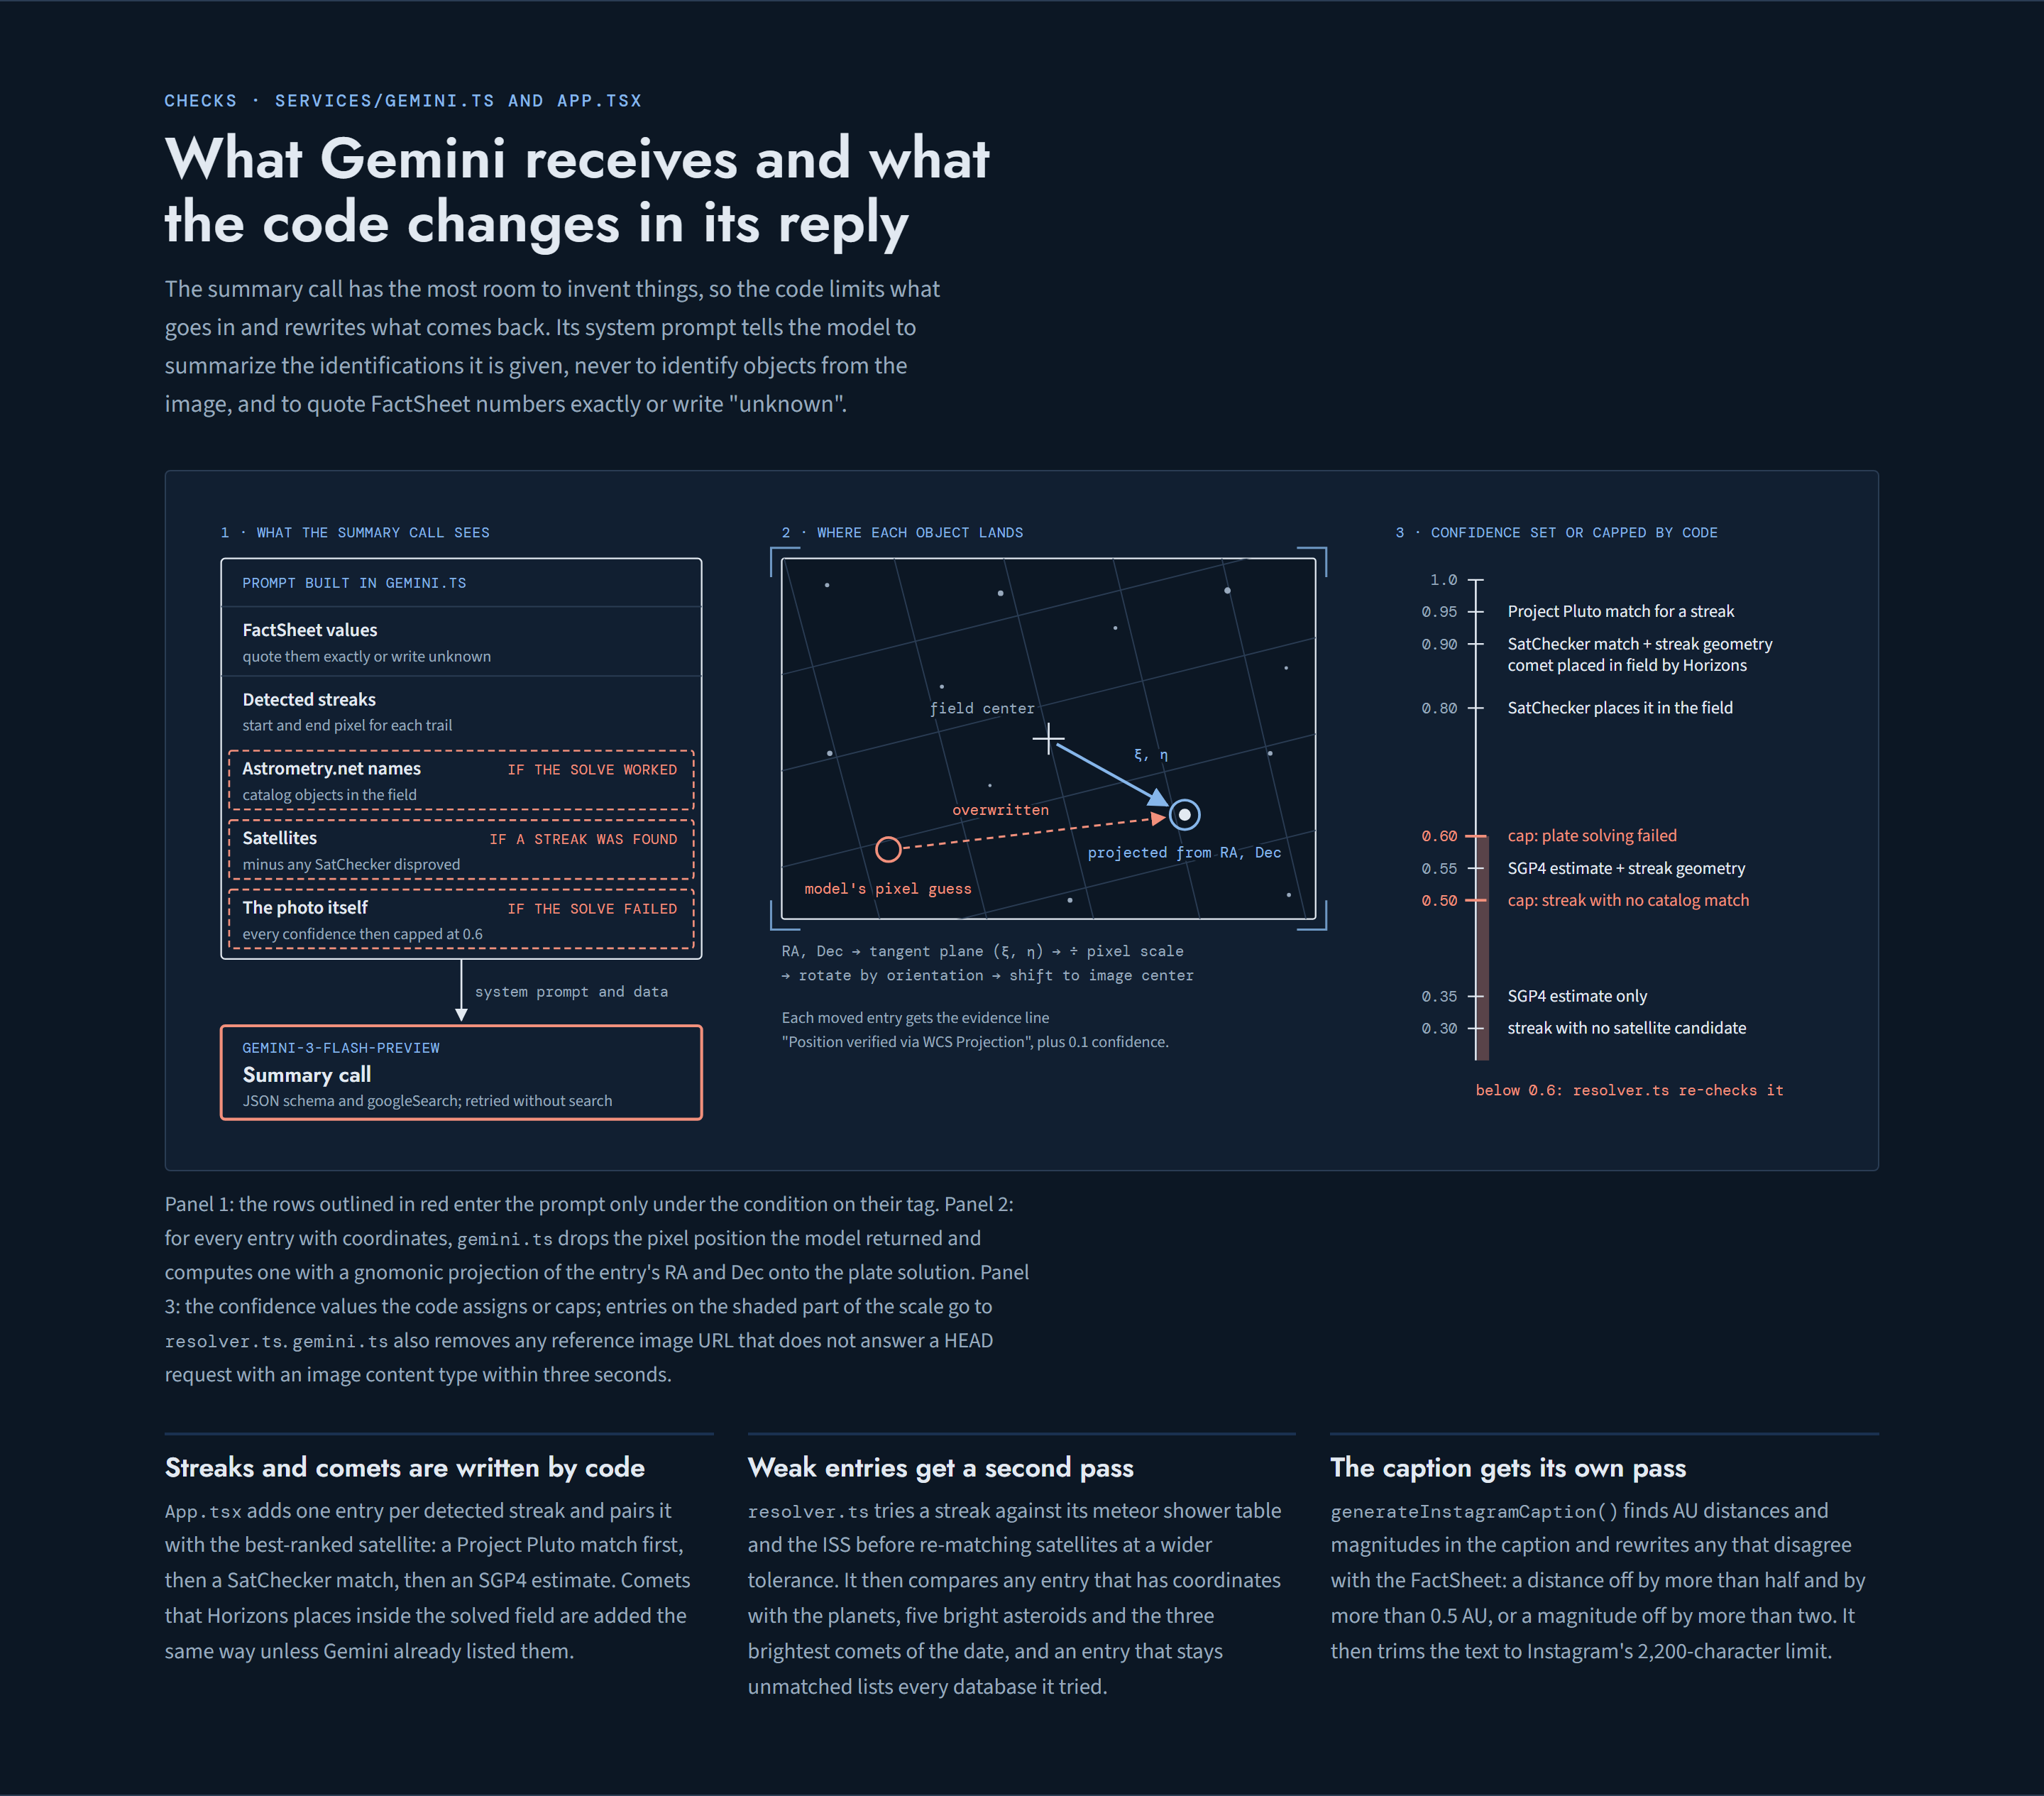 CHECKS · SERVICES/GEMINI.TS AND APP.TSX
What Gemini receives and what
the code changes in its reply
The summary call has the most room to invent things, so the code limits what
goes in and rewrites what comes back. Its system prompt tells the model to
summarize the identifications it is given, never to identify objects from the
image, and to quote FactSheet numbers exactly or write "unknown".
1 · WHAT THE SUMMARY CALL SEES
PROMPT BUILT IN GEMINI.TS
FactSheet values
quote them exactly or write unknown
Detected streaks
start and end pixel for each trail
Astrometry.net names IF THE SOLVE WORKED
catalog objects in the field
Satellites IF A STREAK WAS FOUND
minus any SatChecker disproved
The photo itself IF THE SOLVE FAILED
every confidence then capped at 0.6
system prompt and data
GEMINI-3-FLASH-PREVIEW
Summary call
JSON schema and googleSearch; retried without search
2 · WHERE EACH OBJECT LANDS
field center
ξ, η
overwritten
projected from RA, Dec
model's pixel guess
RA, Dec → tangent plane (ξ, η) → ÷ pixel scale
→ rotate by orientation → shift to image center
Each moved entry gets the evidence line
"Position verified via WCS Projection", plus 0.1 confidence.
3 · CONFIDENCE SET OR CAPPED BY CODE
1.0
0.95 Project Pluto match for a streak
0.90 SatChecker match + streak geometry
comet placed in field by Horizons
0.80 SatChecker places it in the field
0.60 cap: plate solving failed
0.55 SGP4 estimate + streak geometry
0.50 cap: streak with no catalog match
0.35 SGP4 estimate only
0.30 streak with no satellite candidate
below 0.6: resolver.ts re-checks it
Panel 1: the rows outlined in red enter the prompt only under the condition on their tag. Panel 2:
for every entry with coordinates, gemini.ts drops the pixel position the model returned and
computes one with a gnomonic projection of the entry's RA and Dec onto the plate solution. Panel
3: the confidence values the code assigns or caps; entries on the shaded part of the scale go to
resolver.ts. gemini.ts also removes any reference image URL that does not answer a HEAD
request with an image content type within three seconds.
Streaks and comets are written by code
App.tsx adds one entry per detected streak and pairs it
with the best-ranked satellite: a Project Pluto match first,
then a SatChecker match, then an SGP4 estimate. Comets
that Horizons places inside the solved field are added the
same way unless Gemini already listed them.
Weak entries get a second pass
resolver.ts tries a streak against its meteor shower table
and the ISS before re-matching satellites at a wider
tolerance. It then compares any entry that has coordinates
with the planets, five bright asteroids and the three
brightest comets of the date, and an entry that stays
unmatched lists every database it tried.
The caption gets its own pass
generateInstagramCaption() finds AU distances and
magnitudes in the caption and rewrites any that disagree
with the FactSheet: a distance off by more than half and by
more than 0.5 AU, or a magnitude off by more than two. It
then trims the text to Instagram's 2,200-character limit.